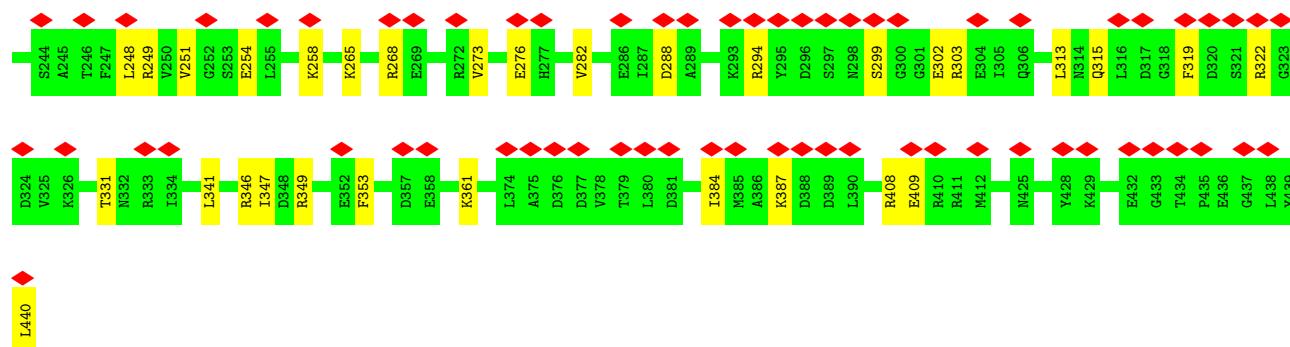 S244 A245 T246 F247 L248 R249 V250 V251 G252 S253 E254 L255 K258 K265 R268 E269 R272 V273 E276 H277 V282 E286 I287 D288 A289 K293 R294 Y295 D296 S297 N298 S299 G300 G301 E302 R303 E304 I305 Q306 L313 N314 Q315 L316 D317 G318 F319 D320 S321 R322 G323
D324 V325 K326 T331 N332 R333 I334 L341 R346 I347 D348 R349 E352 F353 D357 E358 K361 L374 A375 D376 D377 V378 T379 L380 D381 I384 M385 A386 K387 D388 D389 L390 R408 E409 R410 R411 M412 N425 Y428 K429 E432 G433 T434 P435 E436 G437 L438 Y439
L440